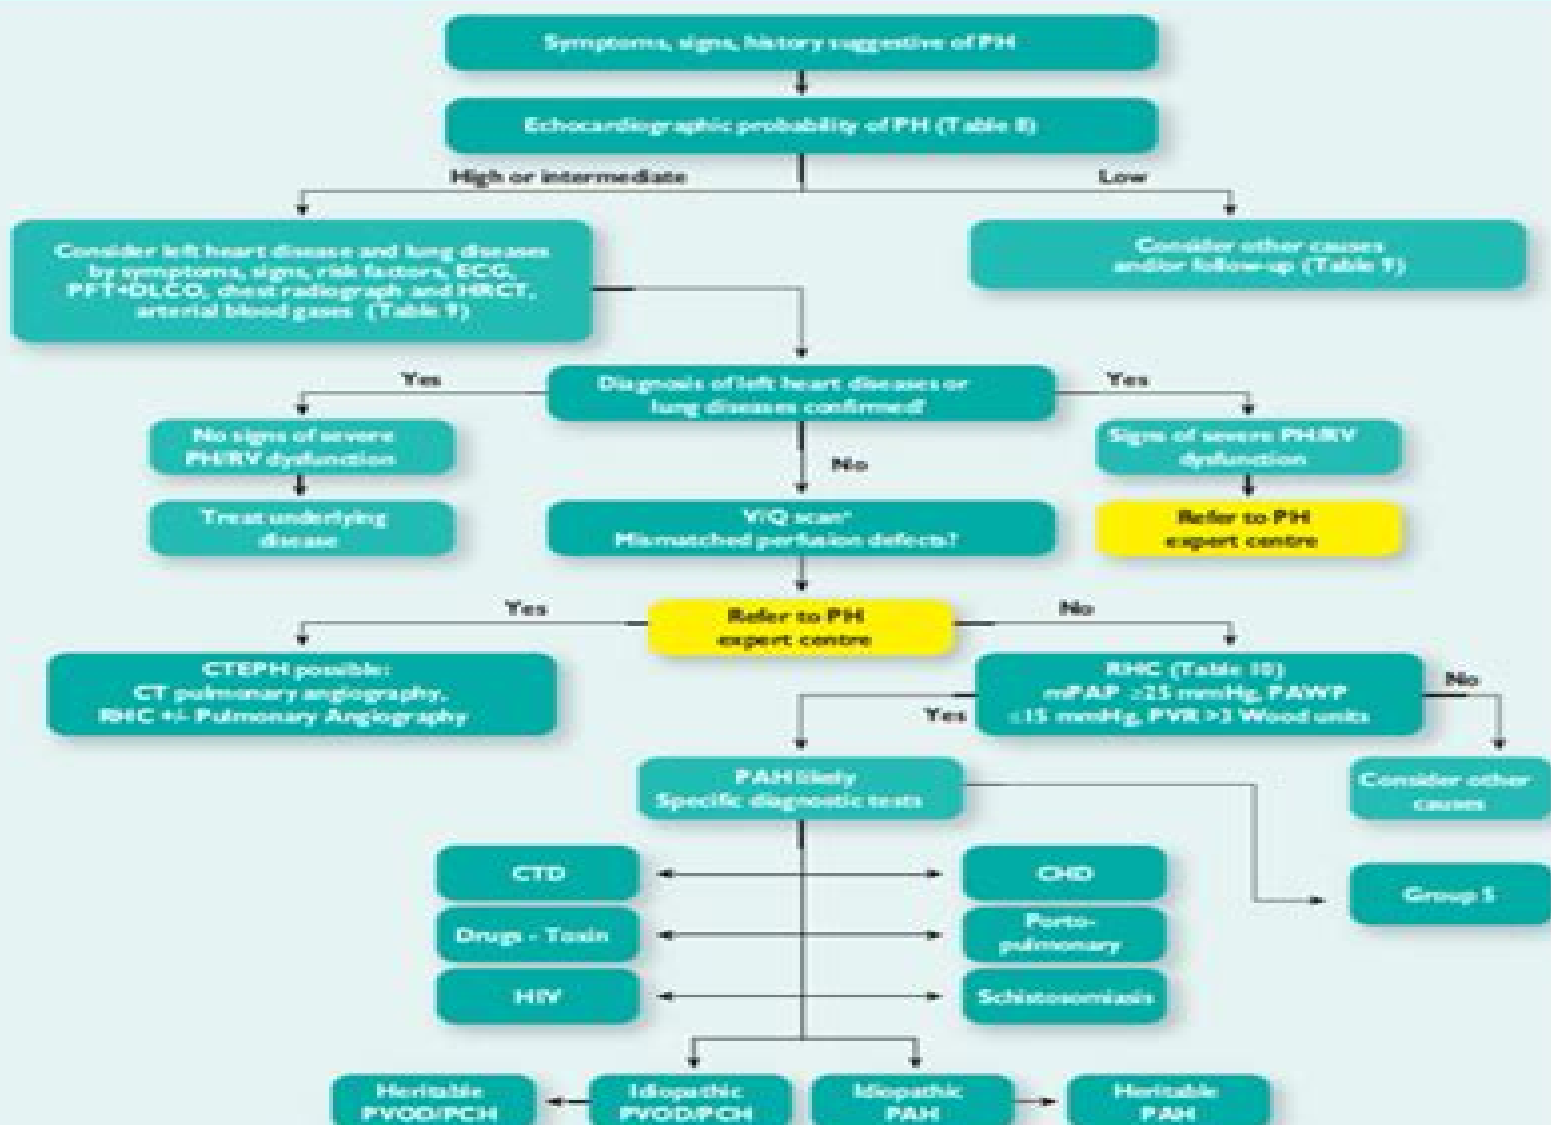 Symptoms, signs, history suggestive of PH
Echocardiographic probability of PH (Table 8)
High or intermediate
Low
Consider left heart disease and lung diseases
by symptoms, signs, risk factors, ECG,
PFT+DLCO, chest radiograph and HRCT,
arterial blood gases (Table 9)
Consider other causes
and/or follow-up (Table 9)
Yes
Diagnosis of left heart diseases or
lung diseases confirmed?
Yes
No signs of severe
PH/RV dysfunction
No
Signs of severe PH/RV
dysfunction
Treat underlying
disease
V/Q scan*
Mismatched perfusion defects?
Refer to PH
expert centre
Yes
Refer to PH
expert centre
No
CTEPH possible:
CT pulmonary angiography,
RHC +/- Pulmonary Angiography
RHC (Table 10)
mPAP ≥25 mmHg, PAWP
≤15 mmHg, PVR >3 Wood units
No
Yes
PAH likely
Specific diagnostic tests
Consider other
causes
CTD
CHD
Group 5
Drugs - Toxin
Porto-
pulmonary
HIV
Schistosomiasis
Heritable
PVOD/PCH
Idiopathic
PVOD/PCH
Idiopathic
PAH
Heritable
PAH